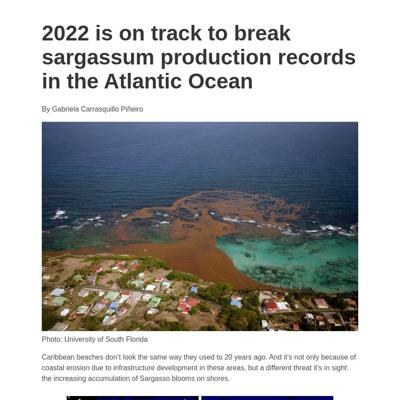 2022 is on track to break
sargassum production records
in the Atlantic Ocean
By Gabriela Carrasquillo Piñeiro
Photo: University of South Florida
Caribbean beaches don't look the same way they used to 20 years ago. And it's not only because of
coastal erosion due to infrastructure development in these areas, but a different threat it's in sight:
the increasing accumulation of Sargasso blooms on shores.